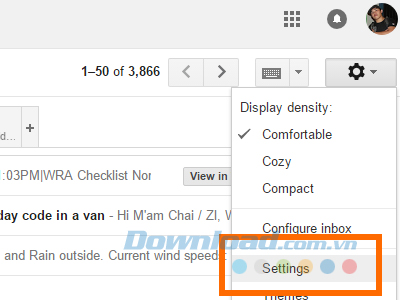 1–50 of 3,866
Display density:
Comfortable
Cozy
Compact
Configure inbox
Settings
Themes
d...
:03PM|WRA Checklist Nor
View in
day code in a van - Hi M'am Chai / ZI, W
and Rain outside. Current wind speed:
Download.com.vn